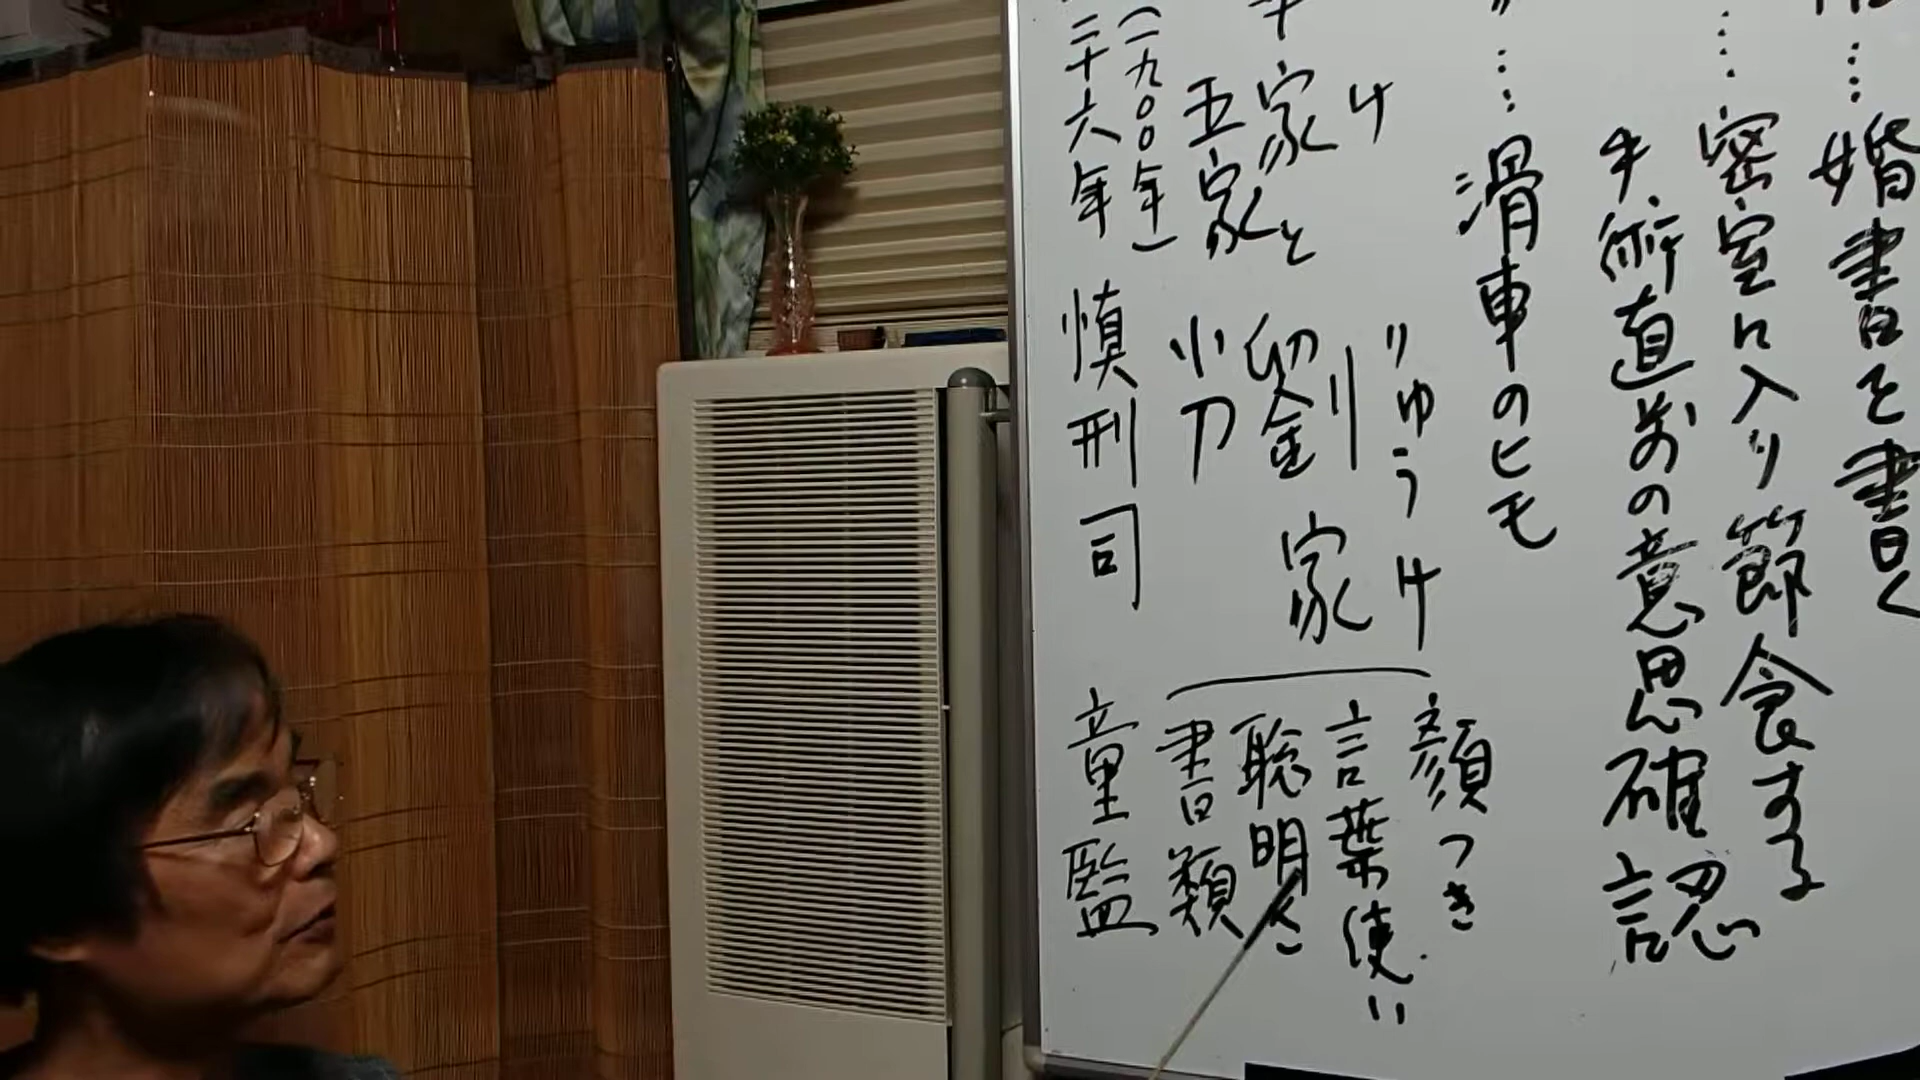 …婚書を書く
…密室に入り節食する
手術直前の意思確認
…滑車のヒモ
け りゅうけ 顔つき
言葉使い
家 劉家 聡明さ
五家と 小刀 書類
(一九〇〇年)
二十六年 慎刑司 童監